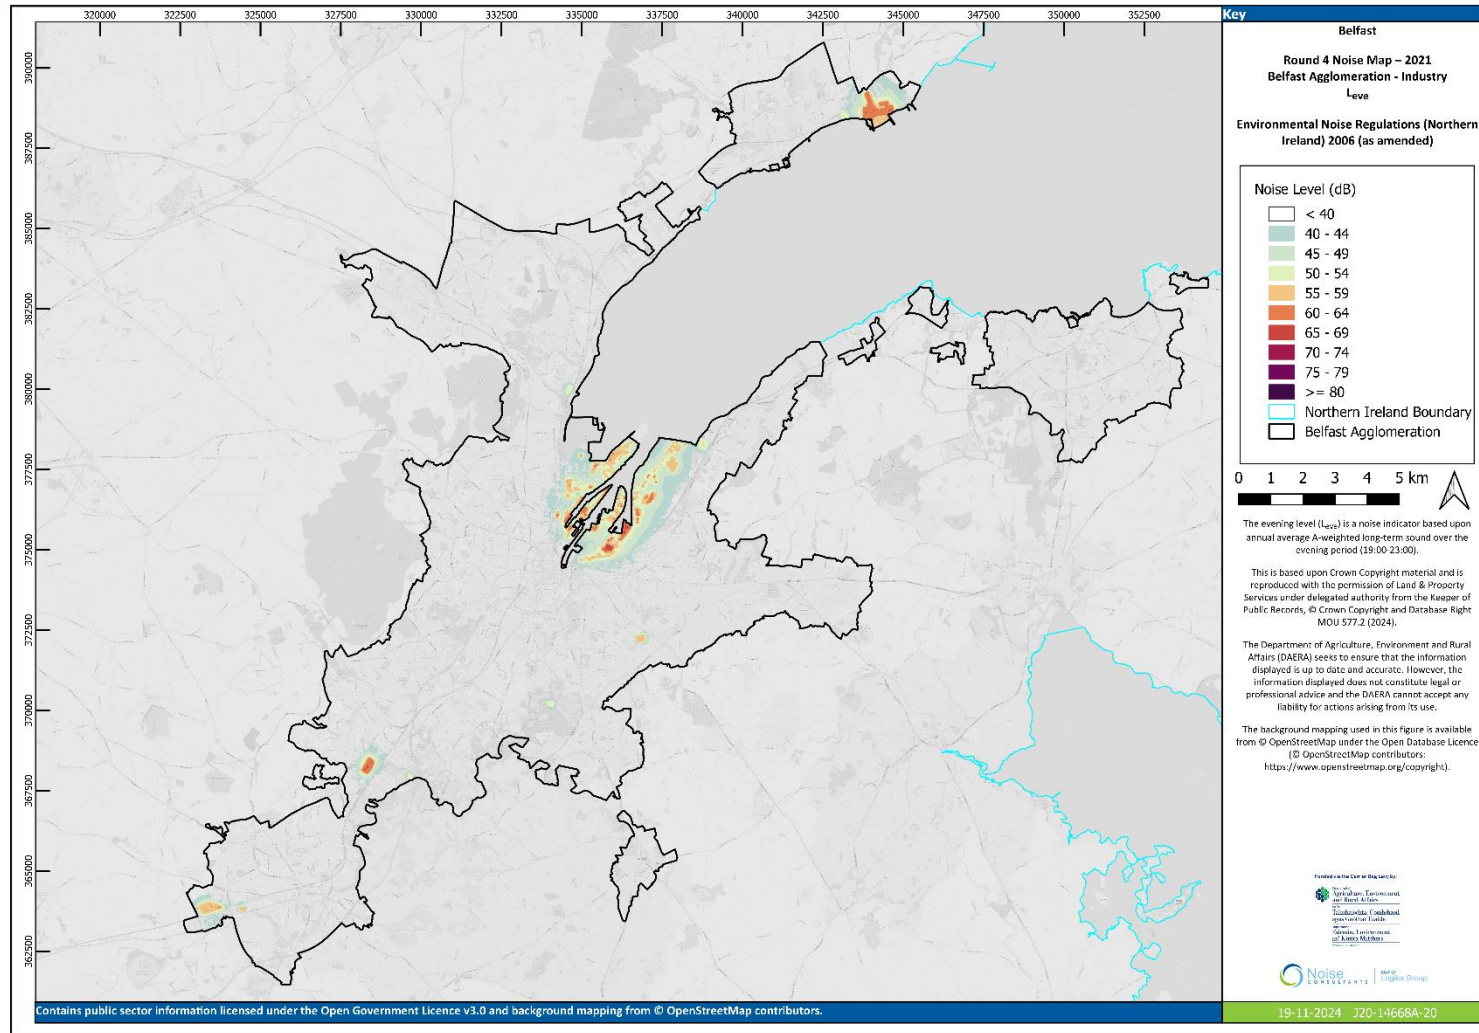 320000 322500 325000 327500 330000 332500 335000 337500 340000 342500 345000 347500 350000 352500
390000
387500
385000
382500
380000
377500
375000
372500
370000
367500
365000
362500
Key
Belfast
Round 4 Noise Map – 2021
Belfast Agglomeration - Industry
Leve
Environmental Noise Regulations (Northern
Ireland) 2006 (as amended)
Noise Level (dB)
< 40
40 - 44
45 - 49
50 - 54
55 - 59
60 - 64
65 - 69
70 - 74
75 - 79
>= 80
Northern Ireland Boundary
Belfast Agglomeration
0 1 2 3 4 5 km
The evening level (Leve) is a noise indicator based upon
annual average A-weighted long-term sound over the
evening period (19:00-23:00).
This is based upon Crown Copyright material and is
reproduced with the permission of Land & Property
Services under delegated authority from the Keeper of
Public Records, © Crown Copyright and Database Right
MOU 577.2 (2024).
The Department of Agriculture, Environment and Rural
Affairs (DAERA) seeks to ensure that the information
displayed is up to date and accurate. However, the
information displayed does not constitute legal or
professional advice and the DAERA cannot accept any
liability for actions arising from its use.
The background mapping used in this figure is available
from © OpenStreetMap under the Open Database Licence
(© OpenStreetMap contributors:
https://www.openstreetmap.org/copyright).
Agriculture, Environment
and Rural Affairs
Noise
CONSULTANTS
PART OF
Logika Group
Contains public sector information licensed under the Open Government Licence v3.0 and background mapping from © OpenStreetMap contributors.
19-11-2024 J20-14668A-20